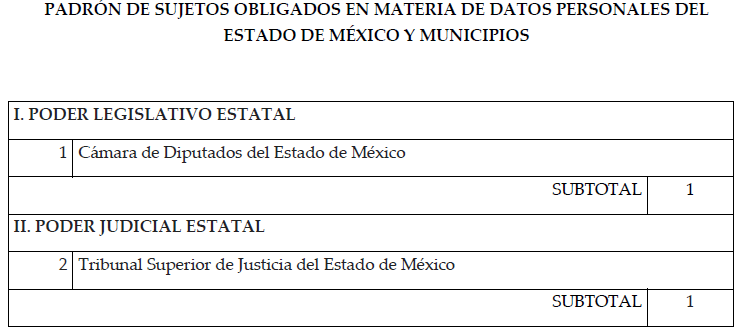 PADRÓN DE SUJETOS OBLIGADOS EN MATERIA DE DATOS PERSONALES DEL
ESTADO DE MÉXICO Y MUNICIPIOS
I. PODER LEGISLATIVO ESTATAL
1 Cámara de Diputados del Estado de México
SUBTOTAL 1
II. PODER JUDICIAL ESTATAL
2 Tribunal Superior de Justicia del Estado de México
SUBTOTAL 1